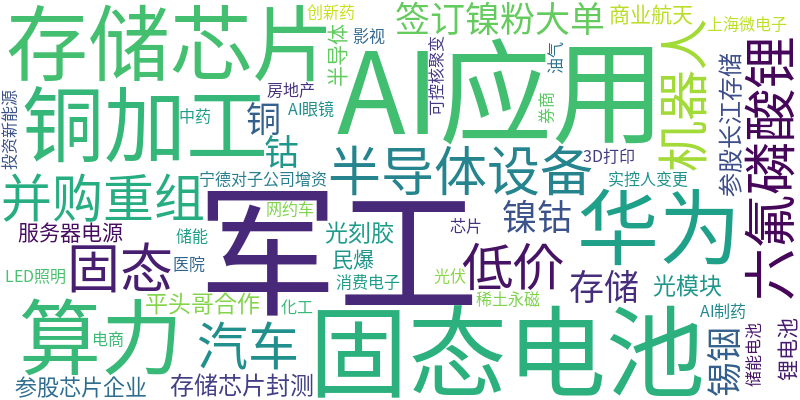 存储芯片
创新药
影视
半导体
签订镍粉大单
商业航天
上海微电子
AI应用
可控核聚变
油气
券商
机器人
参股长江存储
六氟磷酸锂
投资新能源
铜加工
中药
房地产
AI眼镜
铜
钴
半导体设备
3D打印
并购重组
宁德对子公司增资
实控人变更
网约车
军工
镍钴
芯片
华为
服务器电源
储能
光刻胶
固态
医院
民爆
低价
LED照明
消费电子
光伏
存储
光模块
平头哥合作
化工
稀土永磁
AI制药
算力
电商
汽车
固态电池
锡铟
储能电池
锂电池
参股芯片企业
存储芯片封测